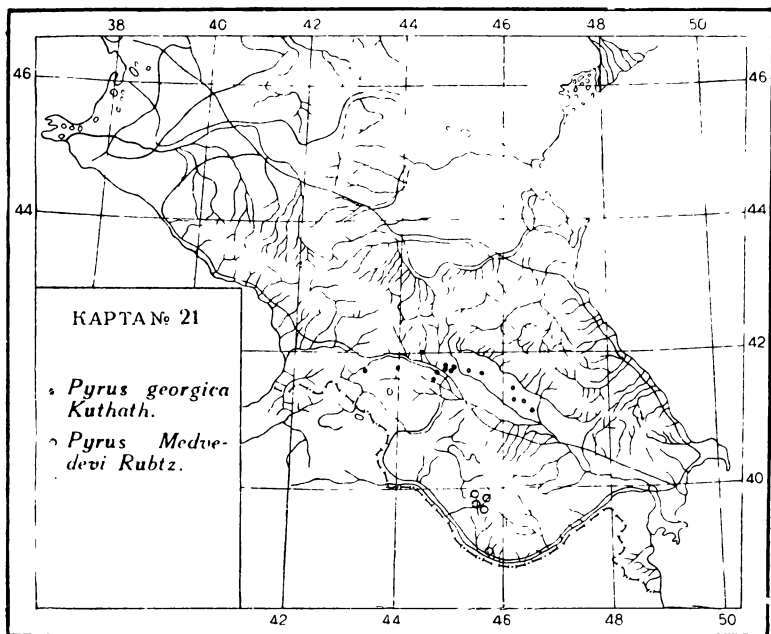 38 40 42 44 46 48 50
46 46
44 44
КАРТА № 21
42 42
Pyrus georgica
Kuthath.
Pyrus Medve-
devi Rubtz.
40 40
42 44 46 48 50